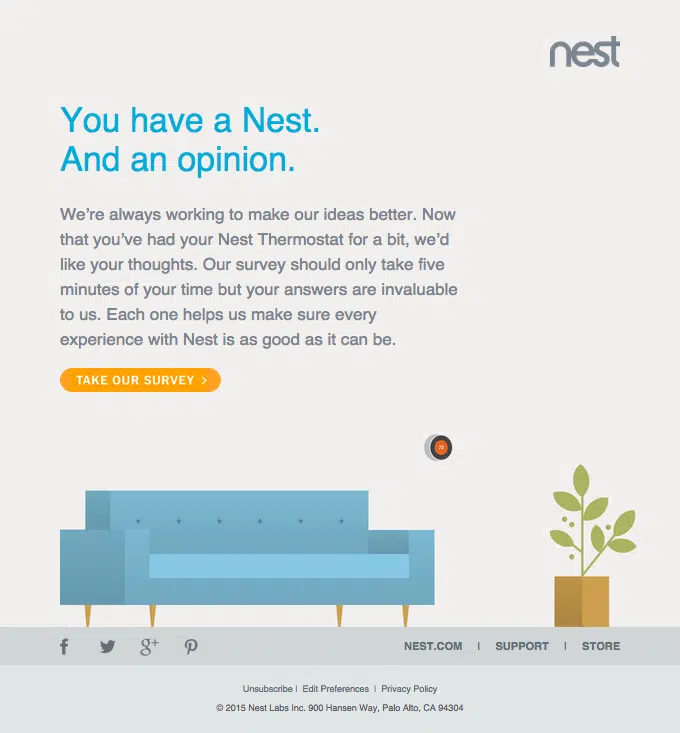 nest
You have a Nest.
And an opinion.
We’re always working to make our ideas better. Now
that you’ve had your Nest Thermostat for a bit, we’d
like your thoughts. Our survey should only take five
minutes of your time but your answers are invaluable
to us. Each one helps us make sure every
experience with Nest is as good as it can be.
TAKE OUR SURVEY >
72
NEST.COM | SUPPORT | STORE
Unsubscribe | Edit Preferences | Privacy Policy
© 2015 Nest Labs Inc. 900 Hansen Way, Palo Alto, CA 94304